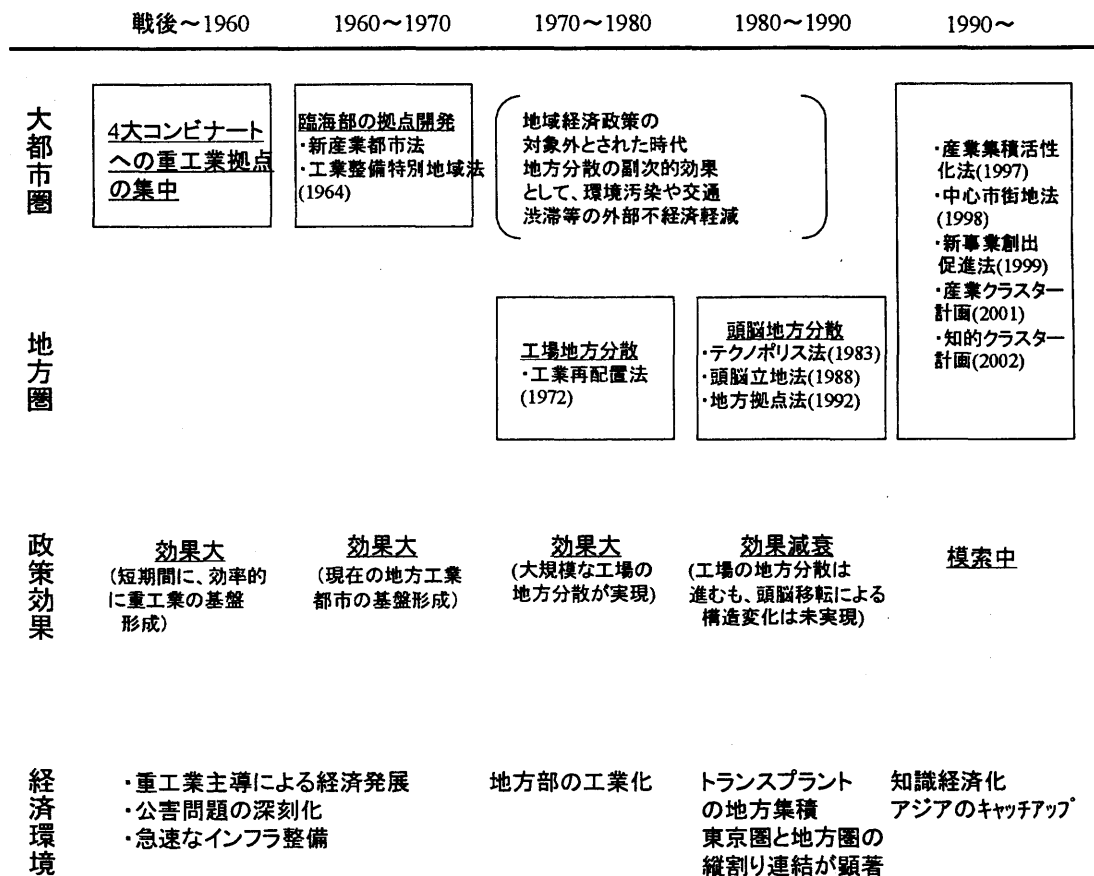 戦後～1960
1960～1970
1970～1980
1980～1990
1990～
大都市圏
4大コンビナート
への重工業拠点
の集中
臨海部の拠点開発
・新産業都市法
・工業整備特別地域法
(1964)
地域経済政策の
対象外とされた時代
地方分散の副次的効果
として、環境汚染や交通
渋滞等の外部不経済軽減
・産業集積活性
化法(1997)
・中心市街地法
(1998)
・新事業創出
促進法(1999)
・産業クラスター
計画(2001)
・知的クラスター
計画(2002)
地方圏
工場地方分散
・工業再配置法
(1972)
頭脳地方分散
・テクノポリス法(1983)
・頭脳立地法(1988)
・地方拠点法(1992)
政策効果
効果大
(短期間に、効率的
に重工業の基盤
形成)
効果大
(現在の地方工業
都市の基盤形成)
効果大
(大規模な工場の
地方分散が実現)
効果減衰
(工場の地方分散は
進むも、頭脳移転による
構造変化は未実現)
模索中
経済環境
・重工業主導による経済発展
・公害問題の深刻化
・急速なインフラ整備
地方部の工業化
トランスプラント
の地方集積
東京圏と地方圏の
縦割り連結が顕著
知識経済化
アジアのキャッチアップ